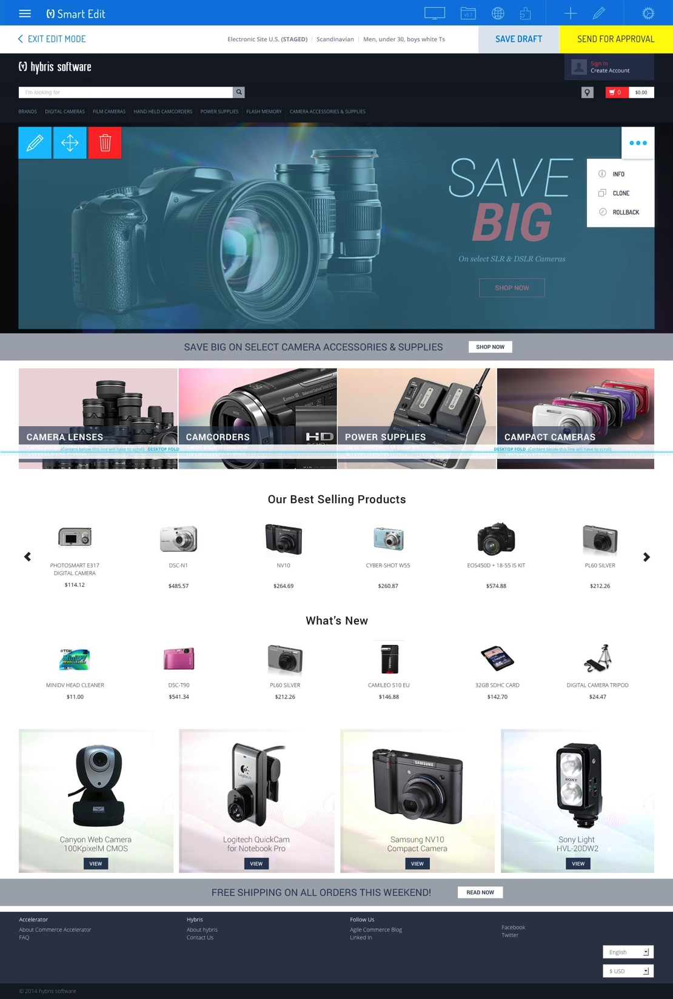 Smart Edit
v5.1
EXIT EDIT MODE
Electronic Site U.S. (STAGED) | Scandinavian | Men, under 30, boys white Ts
SAVE DRAFT
SEND FOR APPROVAL
hybris software
Sign In
Create Account
I'm looking for
0
$0.00
BRANDS
DIGITAL CAMERAS
FILM CAMERAS
HAND HELD CAMCORDERS
POWER SUPPLIES
FLASH MEMORY
CAMERA ACCESSORIES & SUPPLIES
INFO
CLONE
ROLLBACK
SAVE
BIG
On select SLR & DSLR Cameras
SHOP NOW
SAVE BIG ON SELECT CAMERA ACCESSORIES & SUPPLIES
SHOP NOW
CAMERA LENSES
CAMCORDERS
HD
POWER SUPPLIES
SONY
CAMPACT CAMERAS
(Content below this line will have to scroll) DESKTOP FOLD
DESKTOP FOLD (Content below this line will have to scroll)
Our Best Selling Products
PHOTOSMART E317
DIGITAL CAMERA
$114.12
DSC-N1
$485.57
NV10
$264.69
CYBER-SHOT W55
$260.87
EOS450D + 18-55 IS KIT
$574.88
PL60 SILVER
$212.26
What's New
TDK
MiniDV
HEAD CLEANER
MINIDV HEAD CLEANER
$11.00
DSC-T90
$541.34
PL60 SILVER
$212.26
CAMILEO S10 EU
$146.88
32GB SDHC CARD
$142.70
DIGITAL CAMERA TRIPOD
$24.47
Canyon Web Camera
100KpixelM CMOS
VIEW
Logitech
Logitech QuickCam
for Notebook Pro
VIEW
SAMSUNG
Samsung NV10
Compact Camera
VIEW
SONY
Sony Light
HVL-20DW2
VIEW
FREE SHIPPING ON ALL ORDERS THIS WEEKEND!
READ NOW
Accelerator
About Commerce Accelerator
FAQ
Hybris
About hybris
Contact Us
Follow Us
Agile Commerce Blog
Linked In
Facebook
Twitter
English
$ USD
© 2014 hybris software